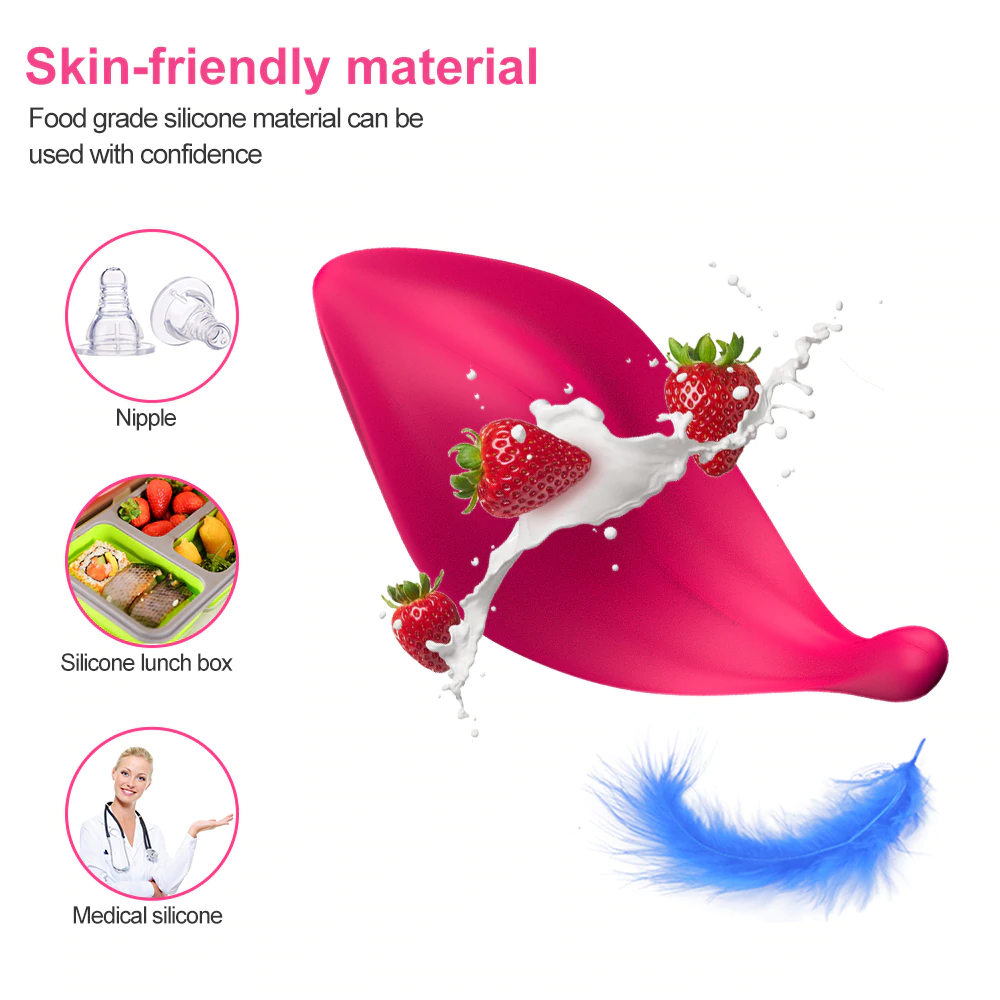 Skin-friendly material
Food grade silicone material can be
used with confidence
Nipple
Silicone lunch box
Medical silicone